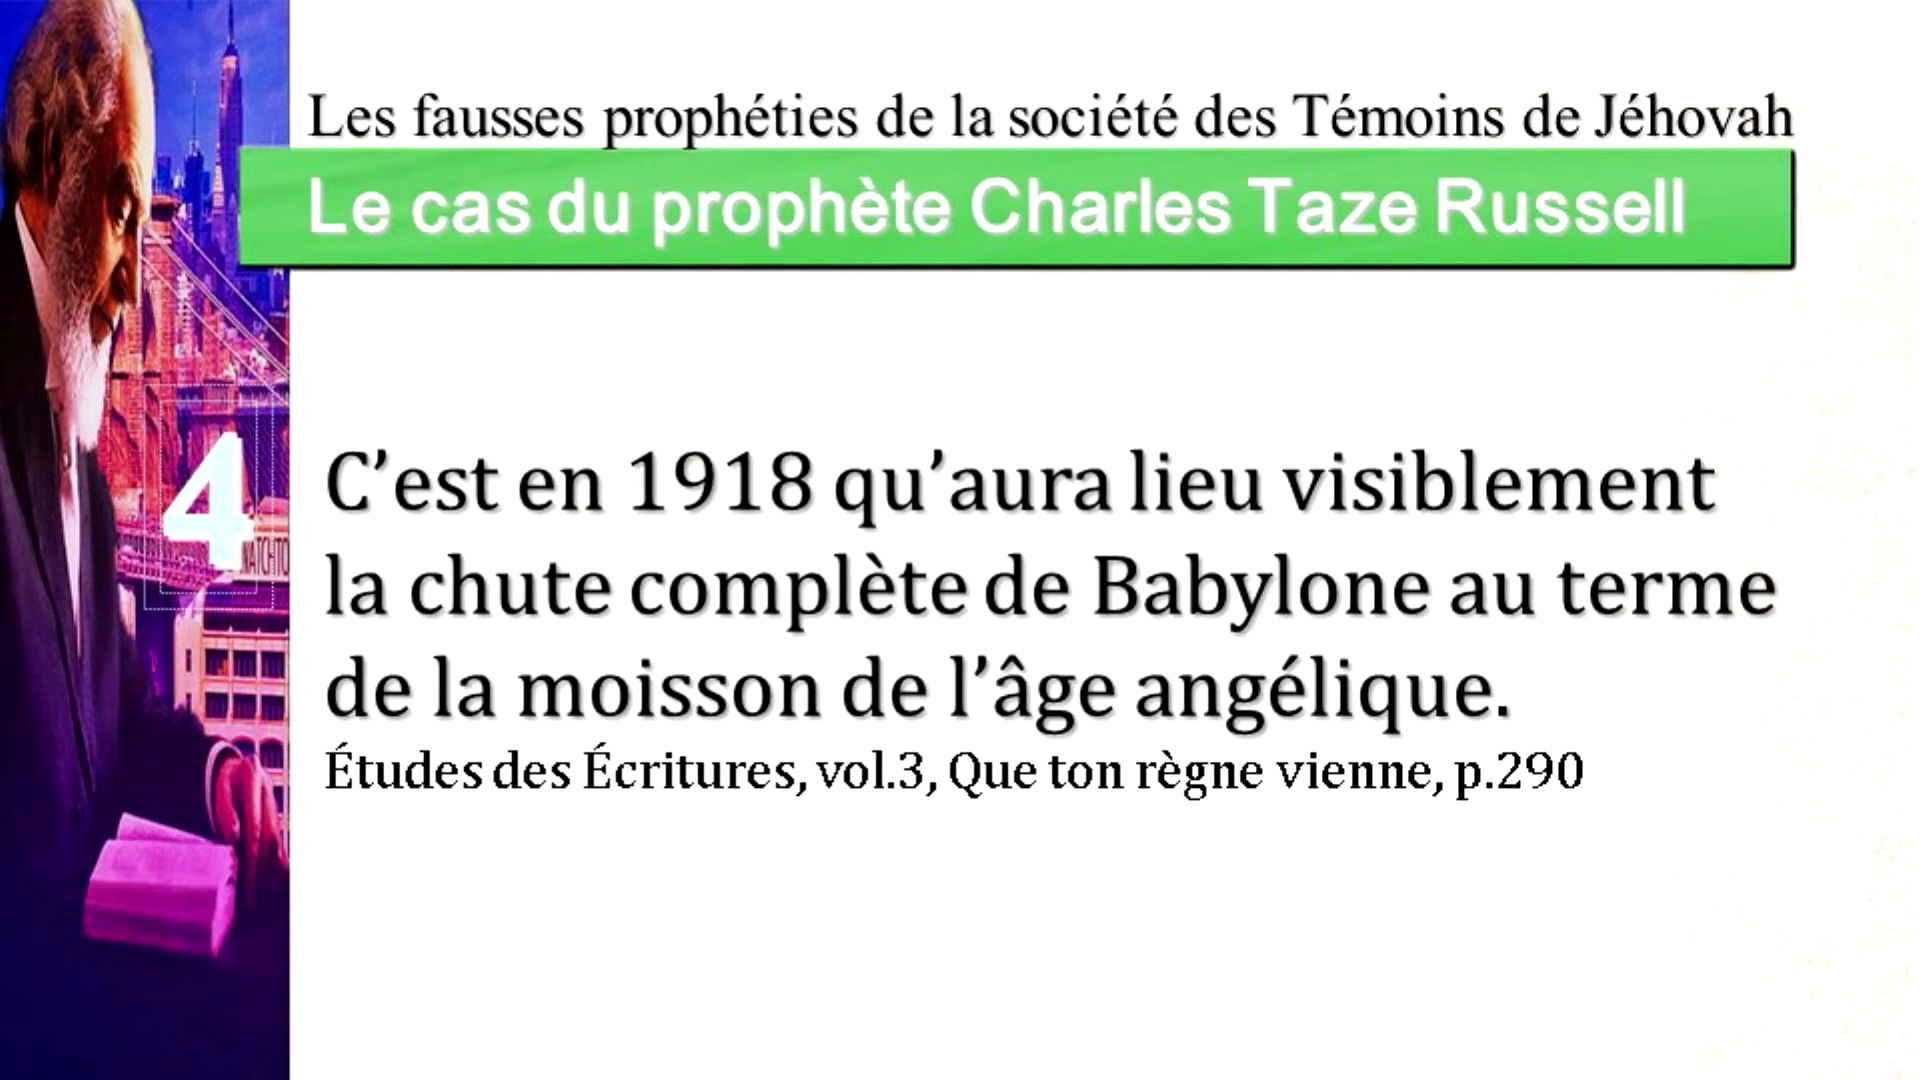 Les fausses prophéties de la société des Témoins de Jéhovah
Le cas du prophète Charles Taze Russell
4
C’est en 1918 qu’aura lieu visiblement
la chute complète de Babylone au terme
de la moisson de l’âge angélique.
Études des Écritures, vol.3, Que ton règne vienne, p.290